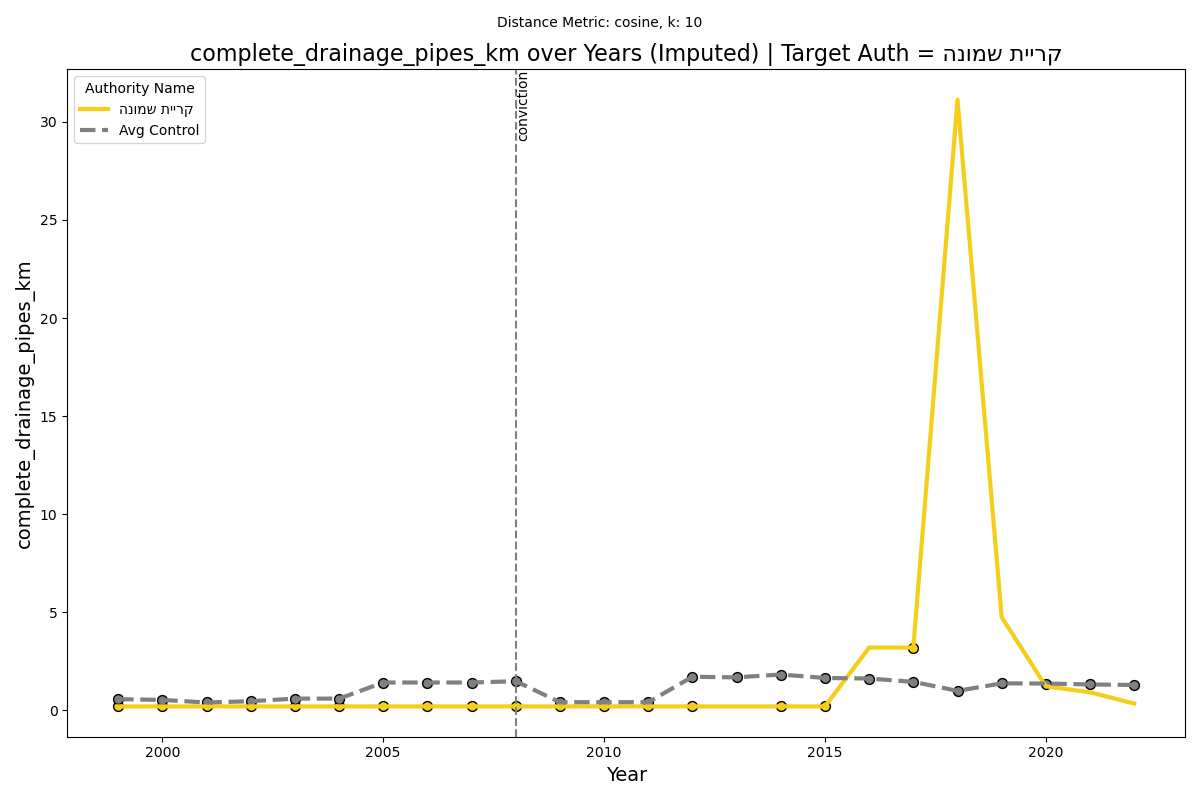 Distance Metric: cosine, k: 10
complete_drainage_pipes_km over Years (Imputed) | Target Auth = קריית שמונה
Authority Name
קריית שמונה
Avg Control
conviction
complete_drainage_pipes_km
30
25
20
15
10
5
0
2000 2005 2010 2015 2020
Year